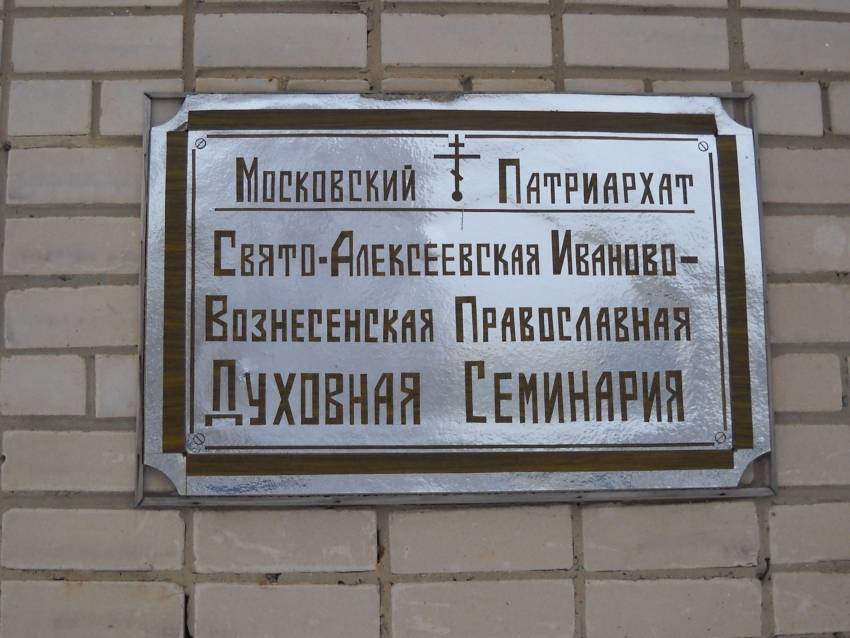 Московский Патриархат
Свято-Алексеевская Иваново-
Вознесенская Православная
Духовная Семинария